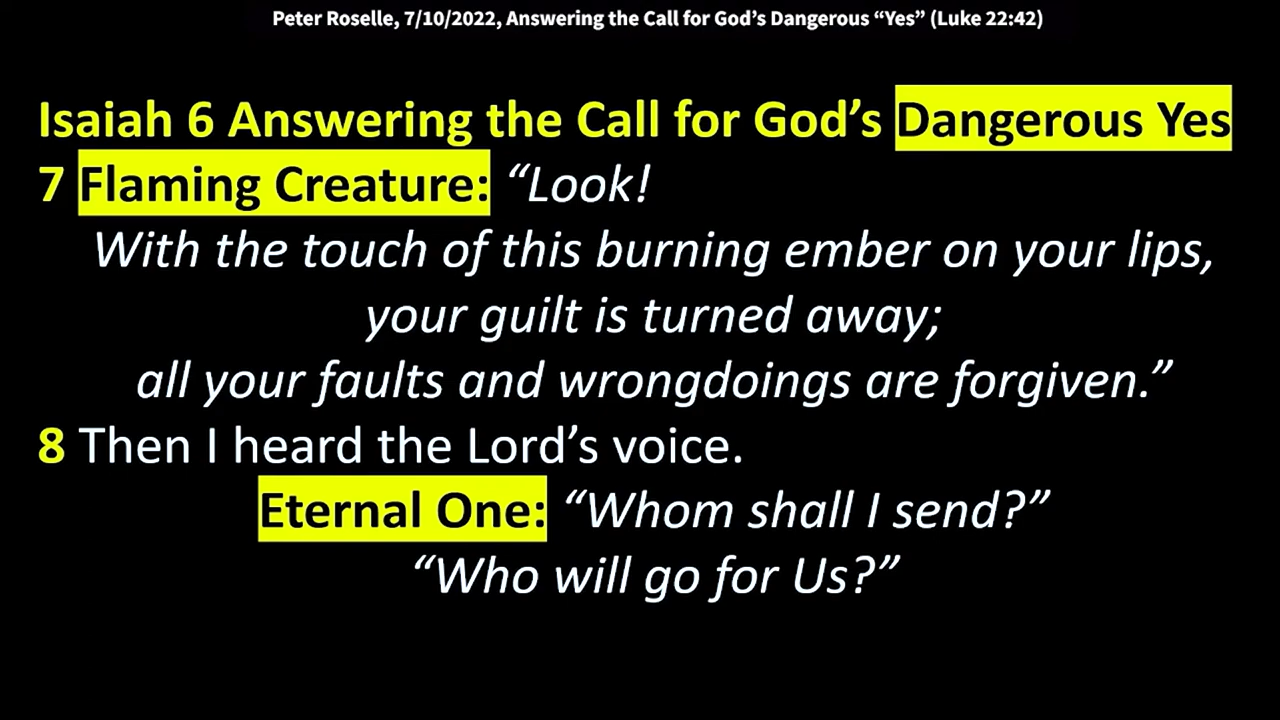 Peter Roselle, 7/10/2022, Answering the Call for God’s Dangerous “Yes” (Luke 22:42)
Isaiah 6 Answering the Call for God’s Dangerous Yes
7 Flaming Creature: “Look!
With the touch of this burning ember on your lips,
your guilt is turned away;
all your faults and wrongdoings are forgiven.”
8 Then I heard the Lord’s voice.
Eternal One: “Whom shall I send?”
“Who will go for Us?”